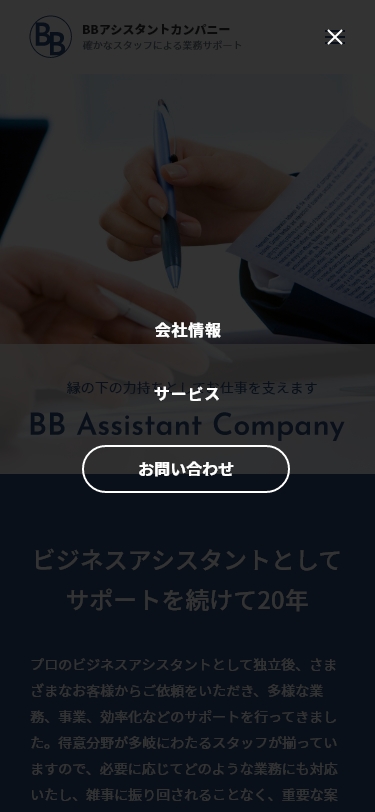 BB
BBアシスタントカンパニー
確かなスタッフによる業務サポート
会社情報
縁の下の力持ちとしてお仕事を支えます
サービス
BB Assistant Company
お問い合わせ
ビジネスアシスタントとして
サポートを続けて20年
プロのビジネスアシスタントとして独立後、さま
ざまなお客様からご依頼をいただき、多様な業
務、事業、効率化などのサポートを行ってきまし
た。得意分野が多岐にわたるスタッフが揃ってい
ますので、必要に応じてどのような業務にも対応
いたし、雑事に振り回されることなく、重要な案